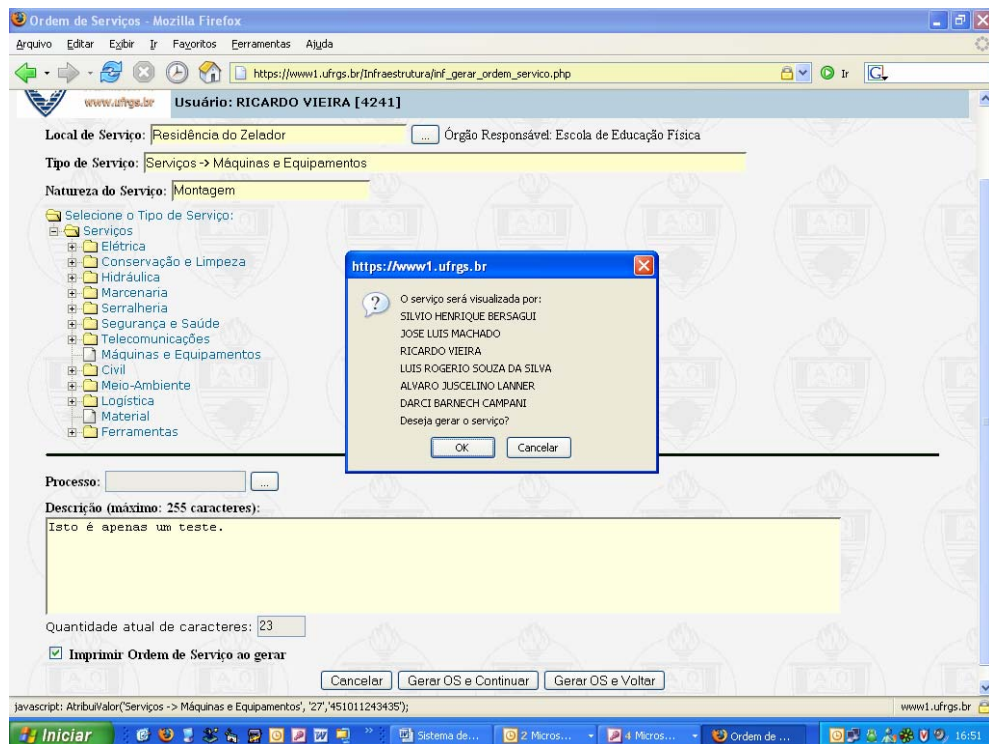 Ordem de Serviços - Mozilla Firefox
Arquivo Editar Exibir Ir Favoritos Ferramentas Ajuda
https://www1.ufrgs.br/Infraestrutura/inf_gerar_ordem_servico.php Ir
www.ufrgs.br Usuário: RICARDO VIEIRA [4241]
Local de Serviço: Residência do Zelador ... Órgão Responsável: Escola de Educação Física
Tipo de Serviço: Serviços -> Máquinas e Equipamentos
Natureza do Serviço: Montagem
Selecione o Tipo de Serviço:
Serviços
Elétrica
Conservação e Limpeza
Hidráulica
Marcenaria
Serralheria
Segurança e Saúde
Telecomunicações
Máquinas e Equipamentos
Civil
Meio-Ambiente
Logística
Material
Ferramentas
https://www1.ufrgs.br
O serviço será visualizada por:
SILVIO HENRIQUE BERSAGUI
JOSE LUIS MACHADO
RICARDO VIEIRA
LUIS ROGERIO SOUZA DA SILVA
ALVARO JUSCELINO LANNER
DARCI BARNECH CAMPANI
Deseja gerar o serviço?
OK Cancelar
Processo: ...
Descrição (máximo: 255 caracteres):
Isto é apenas um teste.
Quantidade atual de caracteres: 23
Imprimir Ordem de Serviço ao gerar
Cancelar Gerar OS e Continuar Gerar OS e Voltar
javascript: AtribuiValor('Serviços -> Máquinas e Equipamentos', '27','451011243435'); www1.ufrgs.br
Iniciar Sistema de... 2 Micros... 4 Micros... Ordem de ... 16:51